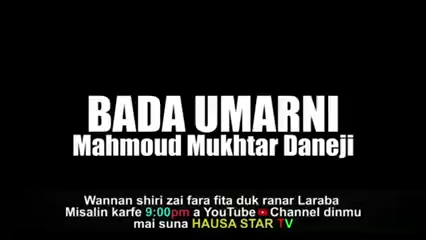 BADA UMARNI
Mahmoud Mukhtar Daneji
Wannan shiri zai fara fita duk ranar Laraba
Misalin karfe 9:00pm a YouTube Channel dinmu
mai suna HAUSA STAR TV